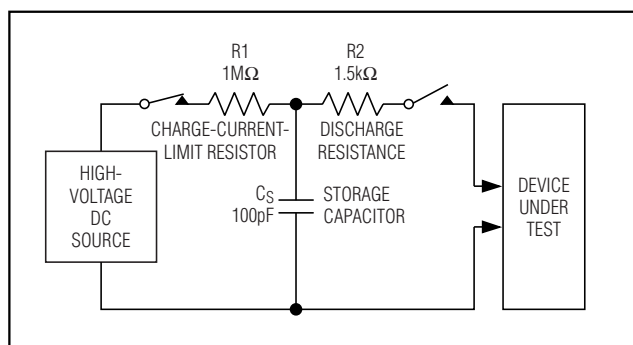 R1
1MΩ
R2
1.5kΩ
CHARGE-CURRENT-
LIMIT RESISTOR
DISCHARGE
RESISTANCE
HIGH-
VOLTAGE
DC
SOURCE
CS
100pF
STORAGE
CAPACITOR
DEVICE
UNDER
TEST